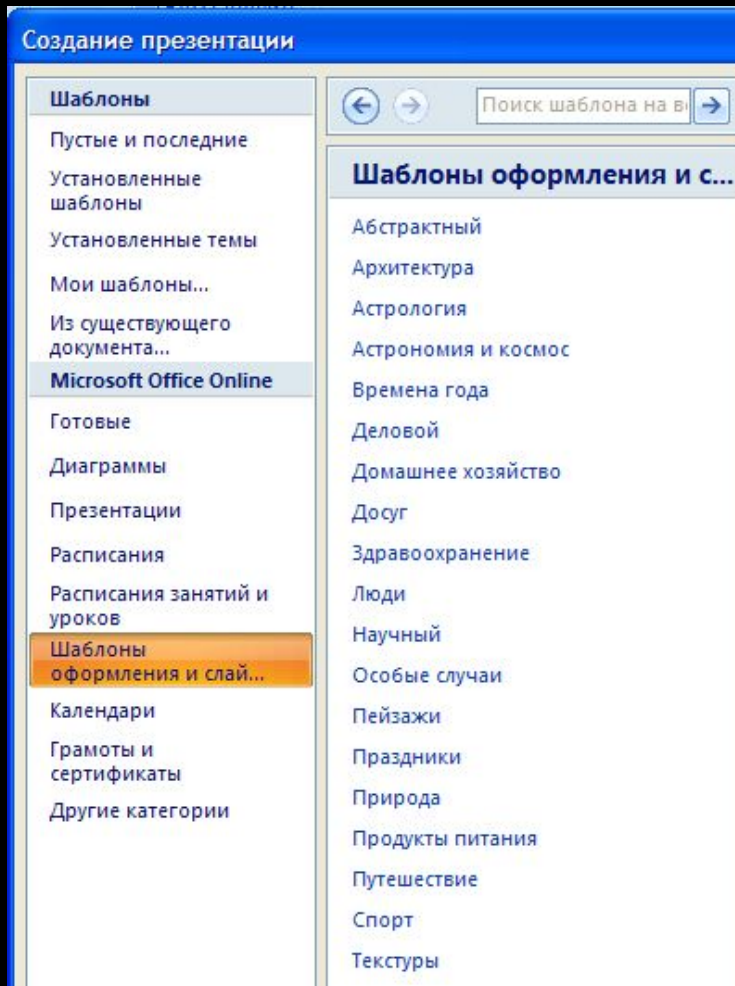 Создание презентации
Шаблоны
Пустые и последние
Установленные
шаблоны
Установленные темы
Мои шаблоны...
Из существующего
документа...
Microsoft Office Online
Готовые
Диаграммы
Презентации
Расписания
Расписания занятий и
уроков
Шаблоны
оформления и слай...
Календари
Грамоты и
сертификаты
Другие категории
Поиск шаблона на
Шаблоны оформления и с...
Абстрактный
Архитектура
Астрология
Астрономия и космос
Времена года
Деловой
Домашнее хозяйство
Досуг
Здравоохранение
Люди
Научный
Особые случаи
Пейзажи
Праздники
Природа
Продукты питания
Путешествие
Спорт
Текстуры